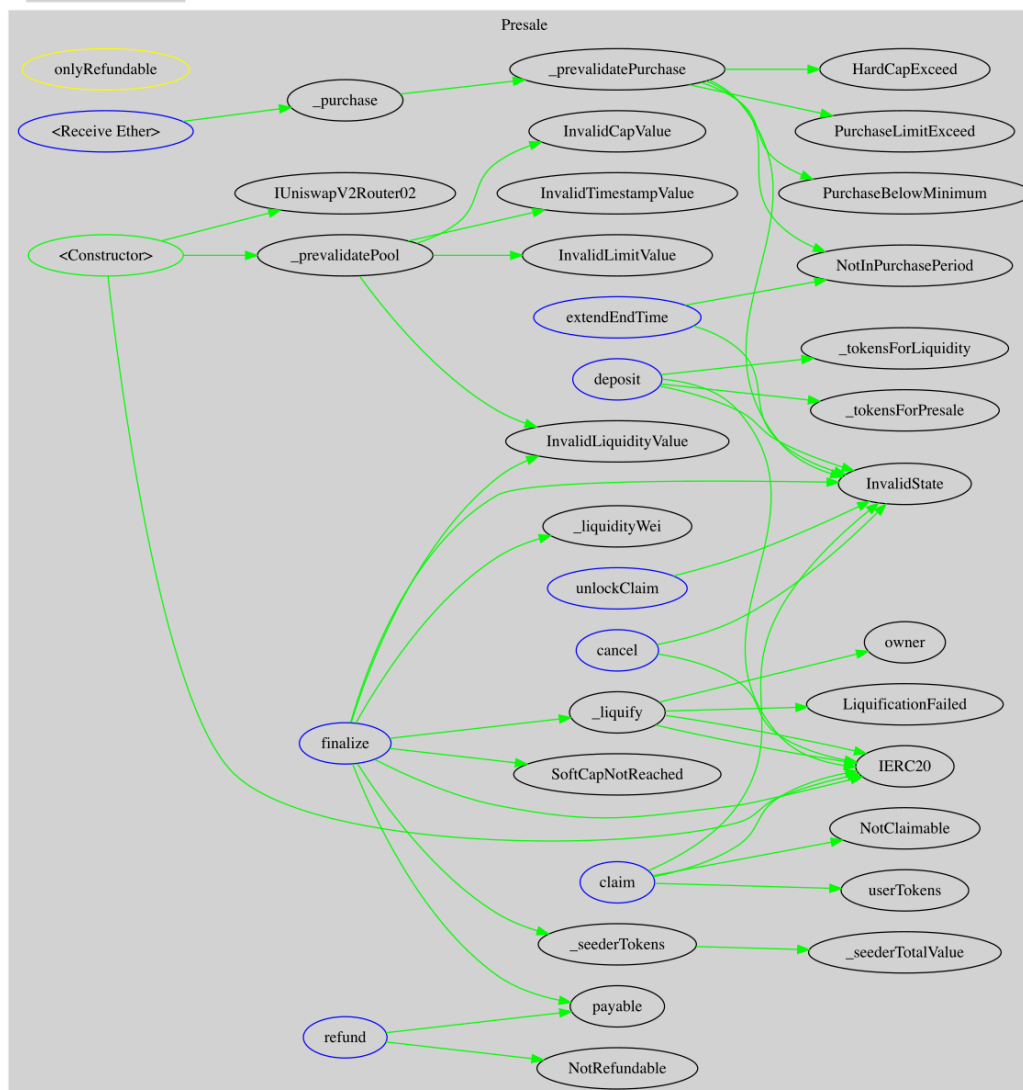 Presale
onlyRefundable
_prevalidatePurchase
HardCapExceed
_purchase
<Receive Ether>
InvalidCapValue
PurchaseLimitExceed
IUniswapV2Router02
InvalidTimestampValue
PurchaseBelowMinimum
<Constructor>
_prevalidatePool
InvalidLimitValue
NotInPurchasePeriod
extendEndTime
_tokensForLiquidity
deposit
_tokensForPresale
InvalidLiquidityValue
InvalidState
_liquidityWei
unlockClaim
cancel
owner
_liquify
LiquificationFailed
finalize
SoftCapNotReached
IERC20
NotClaimable
claim
userTokens
_seederTokens
_seederTotalValue
payable
refund
NotRefundable